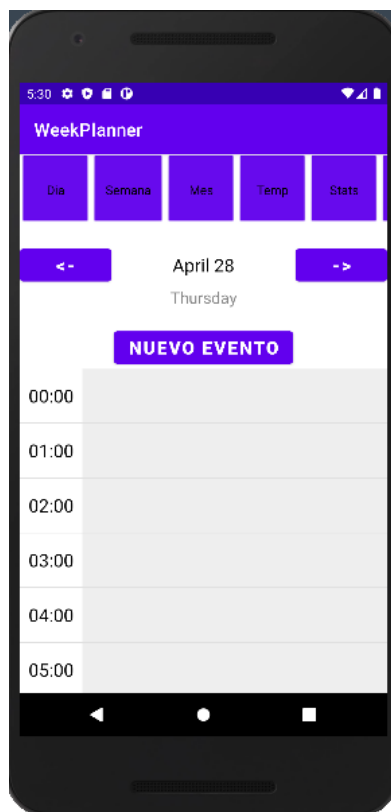 5:30
WeekPlanner
Dia Semana Mes Temp Stats
<- April 28 ->
Thursday
NUEVO EVENTO
00:00
01:00
02:00
03:00
04:00
05:00